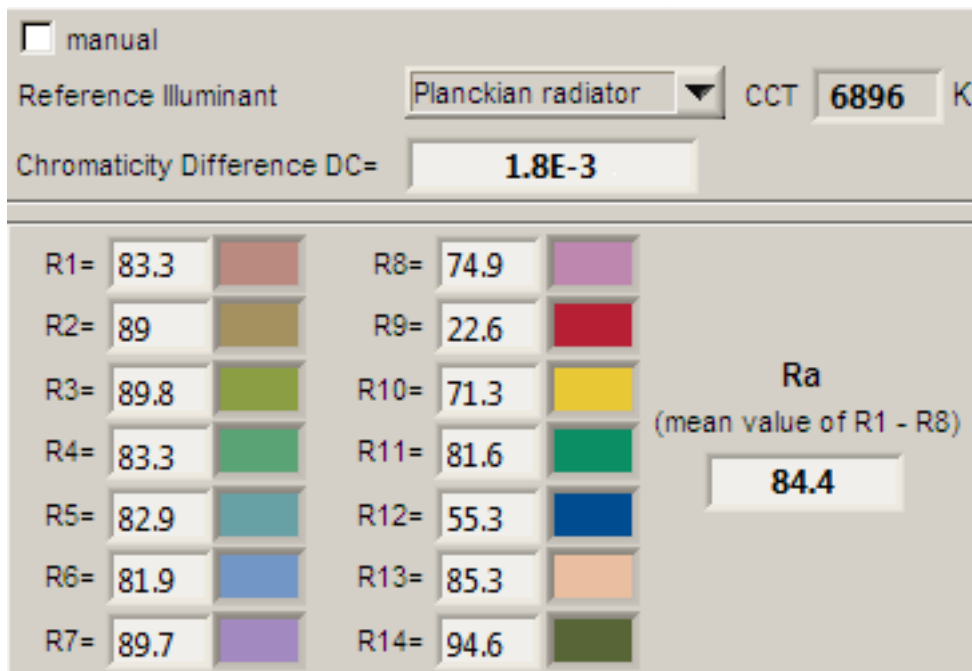 manual
Reference Illuminant Planckian radiator CCT 6896 K
Chromaticity Difference DC= 1.8E-3
R1= 83.3 R8= 74.9
R2= 89 R9= 22.6
R3= 89.8 R10= 71.3
R4= 83.3 R11= 81.6
R5= 82.9 R12= 55.3
R6= 81.9 R13= 85.3
R7= 89.7 R14= 94.6
Ra
(mean value of R1 - R8)
84.4